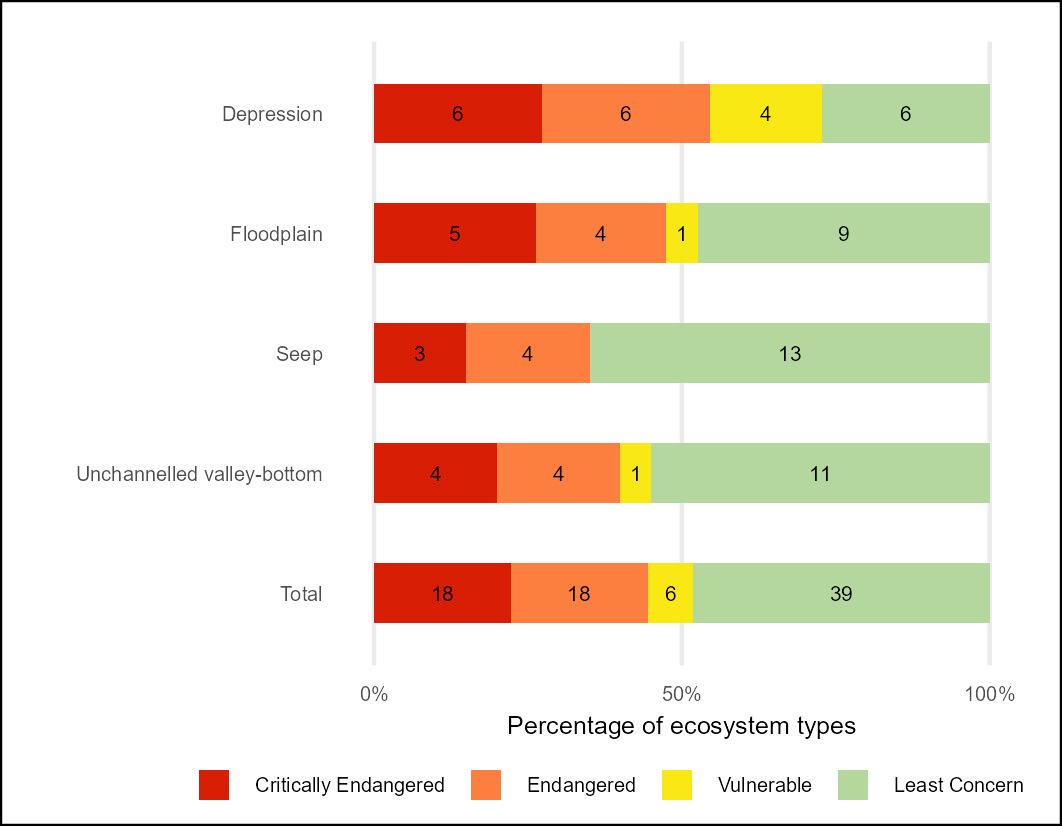 Depression 6 6 4 6
Floodplain 5 4 1 9
Seep 3 4 13
Unchannelled valley-bottom 4 4 1 11
Total 18 18 6 39
0% 50% 100%
Percentage of ecosystem types
Critically Endangered Endangered Vulnerable Least Concern